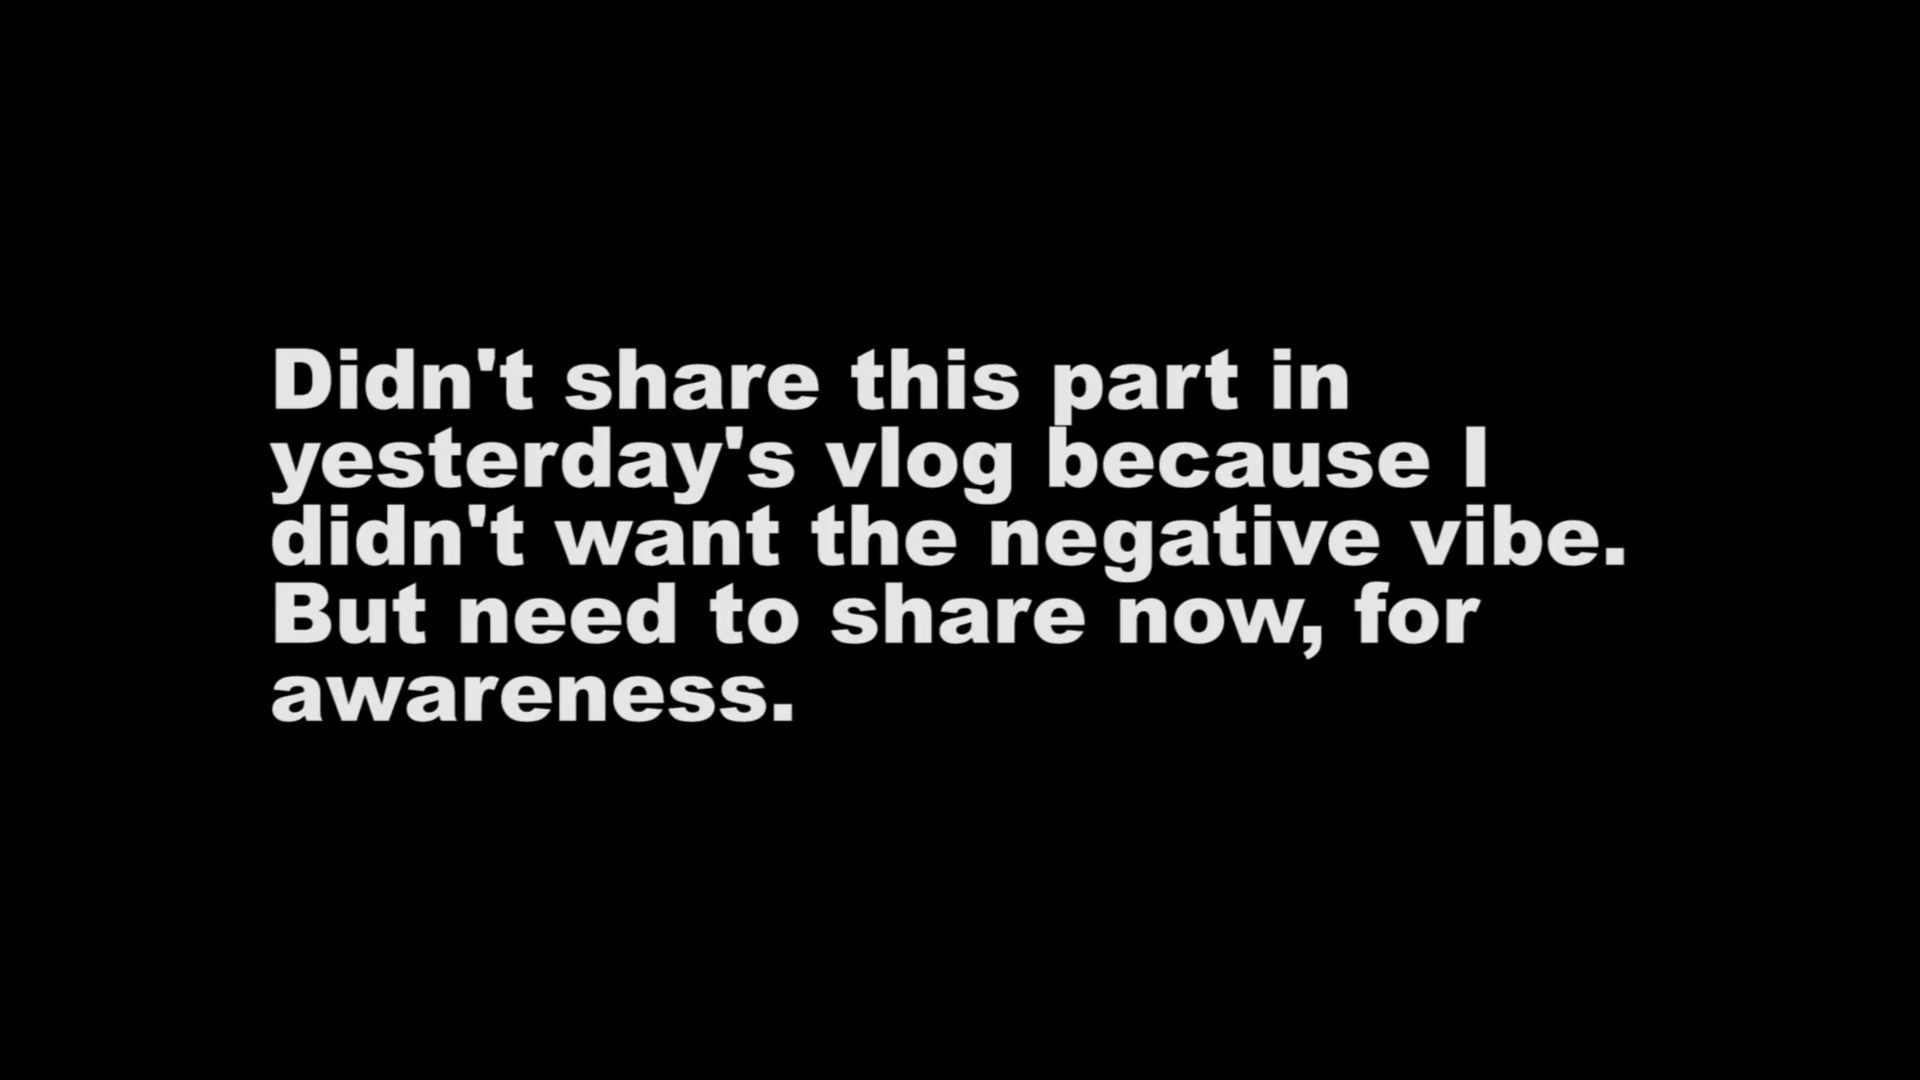 Didn't share this part in
yesterday's vlog because I
didn't want the negative vibe.
But need to share now, for
awareness.